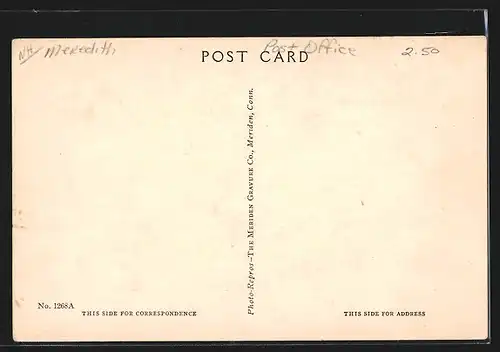 NH/ Meredith
Post Office
2.50
POST CARD
Photo-Repros—THE MERIDEN GRAVURE CO., Meriden, Conn.
No. 1268A
THIS SIDE FOR CORRESPONDENCE
THIS SIDE FOR ADDRESS